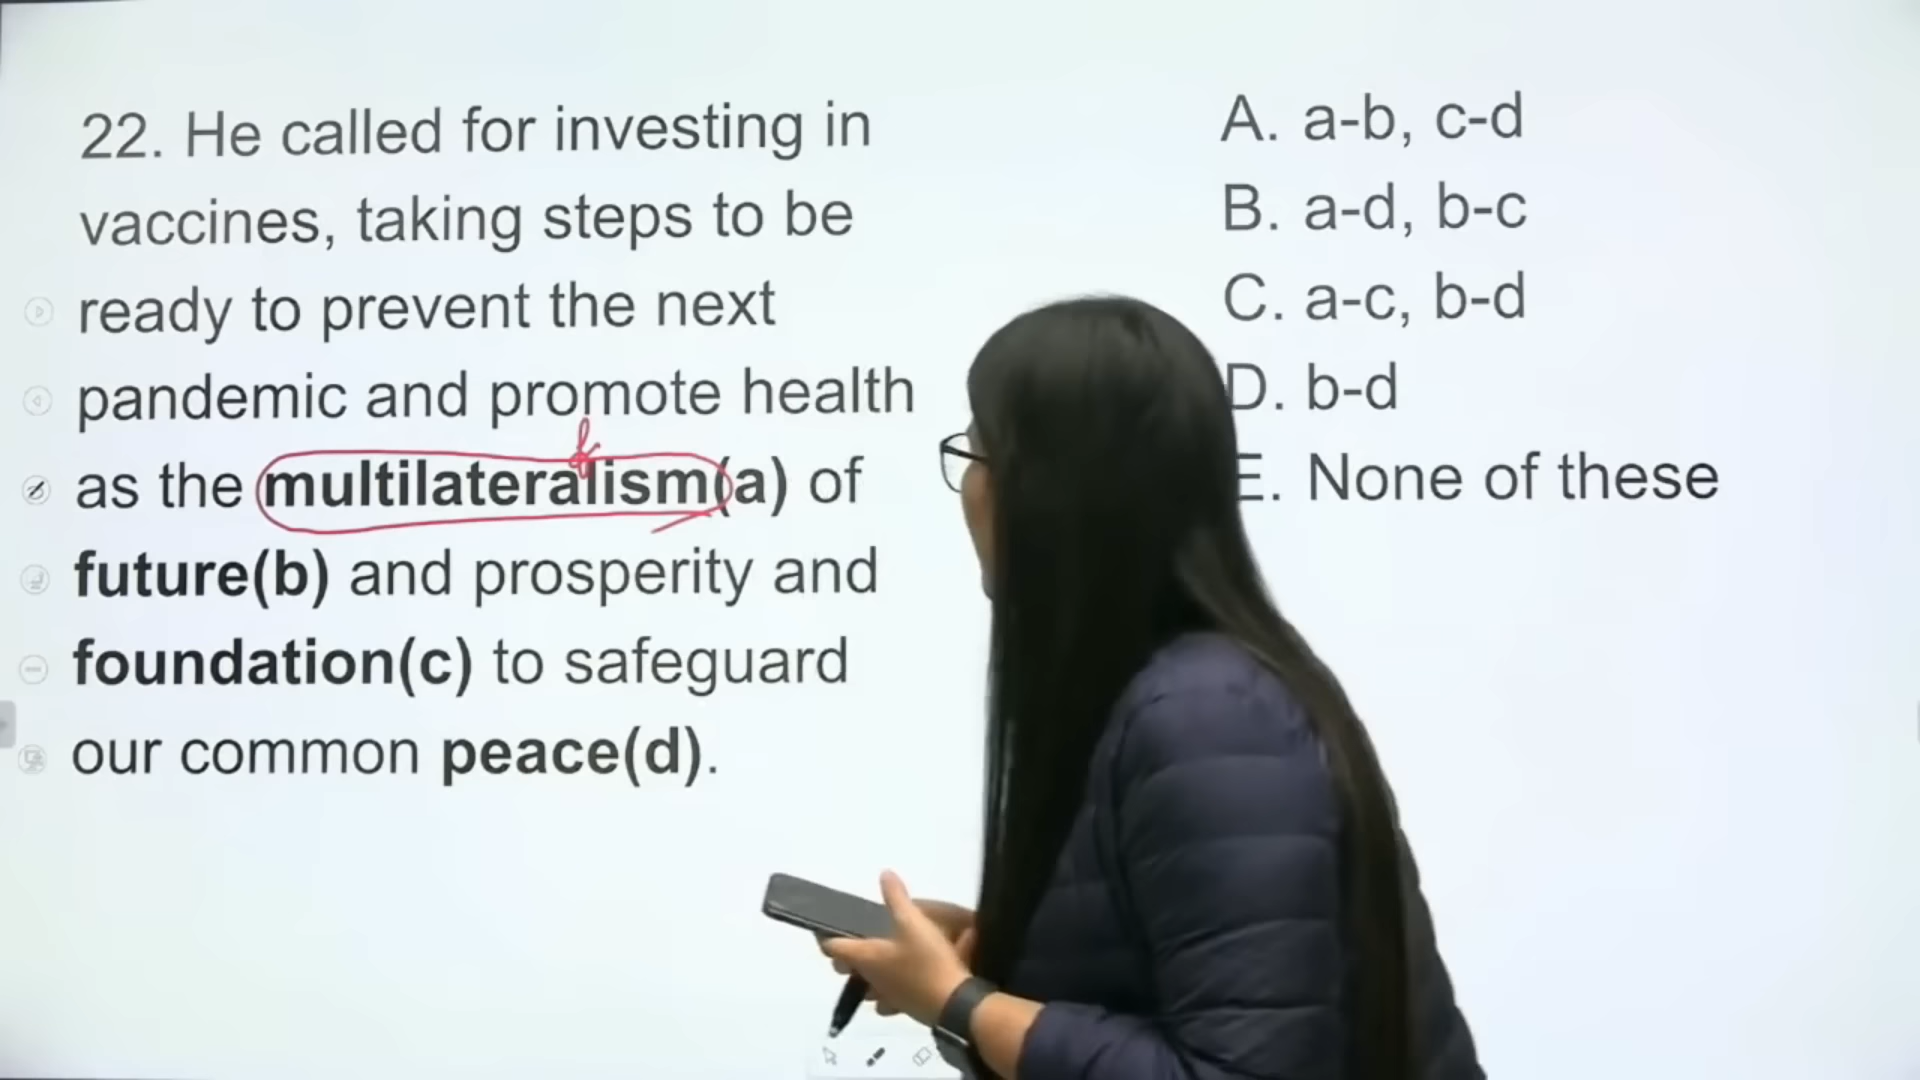 22. He called for investing in
vaccines, taking steps to be
ready to prevent the next
pandemic and promote health
as the multilateralism(a) of
future(b) and prosperity and
foundation(c) to safeguard
our common peace(d).
A. a-b, c-d
B. a-d, b-c
C. a-c, b-d
D. b-d
E. None of these